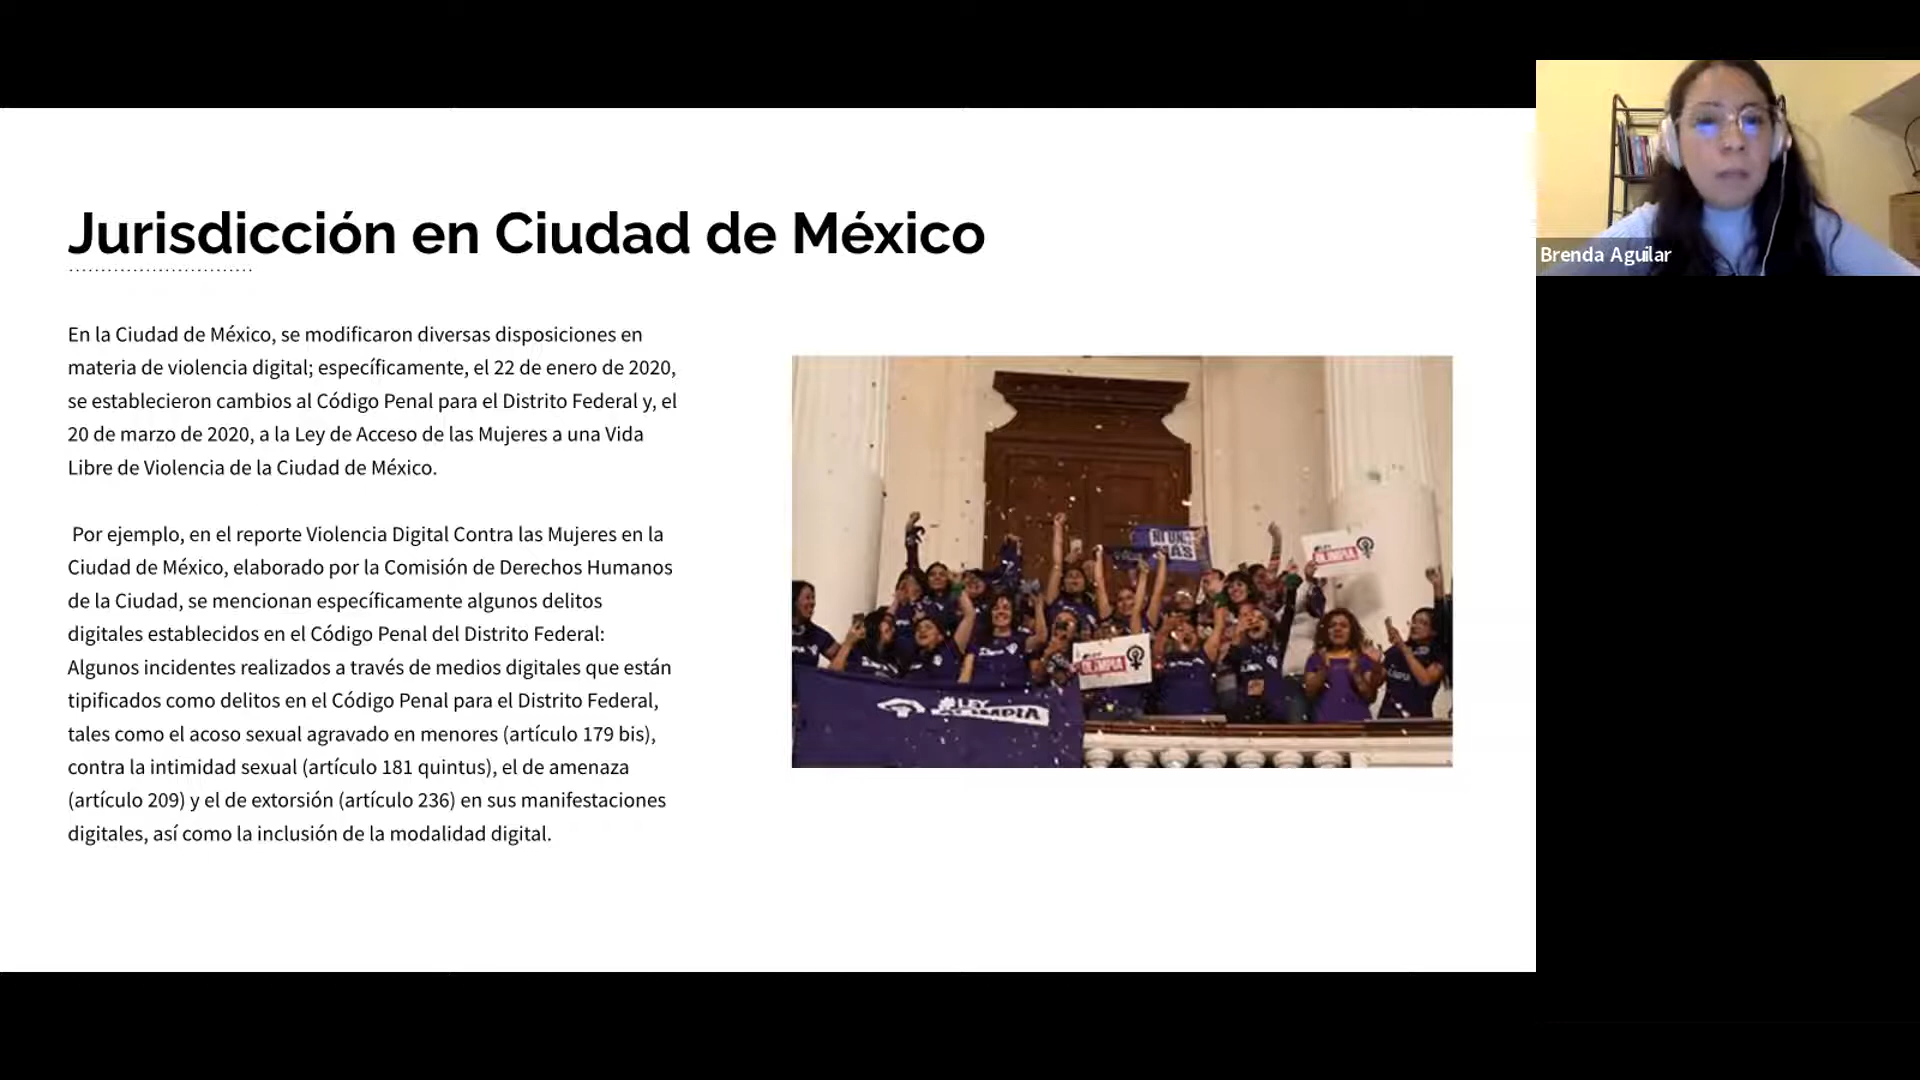 Jurisdicción en Ciudad de México
En la Ciudad de México, se modificaron diversas disposiciones en
materia de violencia digital; específicamente, el 22 de enero de 2020,
se establecieron cambios al Código Penal para el Distrito Federal y, el
20 de marzo de 2020, a la Ley de Acceso de las Mujeres a una Vida
Libre de Violencia de la Ciudad de México.
Por ejemplo, en el reporte Violencia Digital Contra las Mujeres en la
Ciudad de México, elaborado por la Comisión de Derechos Humanos
de la Ciudad, se mencionan específicamente algunos delitos
digitales establecidos en el Código Penal del Distrito Federal:
Algunos incidentes realizados a través de medios digitales que están
tipificados como delitos en el Código Penal para el Distrito Federal,
tales como el acoso sexual agravado en menores (artículo 179 bis),
contra la intimidad sexual (artículo 181 quintus), el de amenaza
(artículo 209) y el de extorsión (artículo 236) en sus manifestaciones
digitales, así como la inclusión de la modalidad digital.
OLIMPIA
OLIMPIA
#LEY
Brenda Aguilar